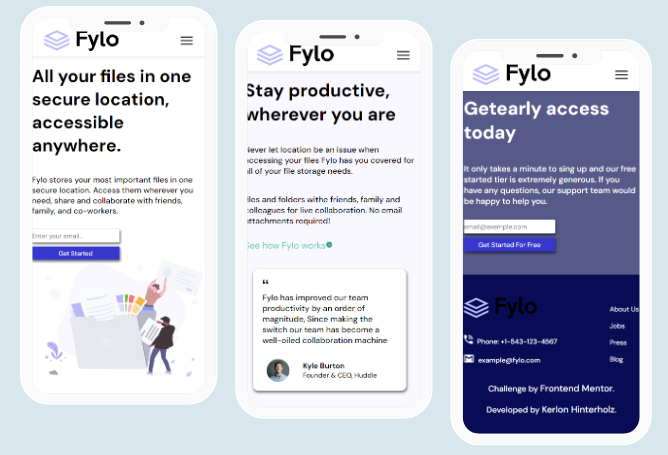 Fylo
All your files in one
secure location,
accessible
anywhere.
Fylo stores your most important files in one
secure location. Access them wherever you
need, share and collaborate with friends,
family, and co-workers.
Enter your email...
Get Started
Fylo
Stay productive,
wherever you are
Never let location be an issue when
accessing your files Fylo has you covered for
all of your file storage needs.
files and folders withe friends, family and
colleagues for live collaboration. No email
attachments required!
See how Fylo works
“
Fylo has improved our team
productivity by an order of
magnitude, Since making the
switch our team has become a
well-oiled collaboration machine
Kyle Burton
Founder & CEO, Huddle
Fylo
Getearly access
today
It only takes a minute to sing up and our free
started tier is extremely generous. If you
have any questions, our support team would
be happy to help you.
email@exemple.com
Get Started For Free
Fylo
About Us
Jobs
Phone: +1-543-123-4567
Press
example@fylo.com
Blog
Challenge by Frontend Mentor.
Developed by Kerlon Hinterholz.